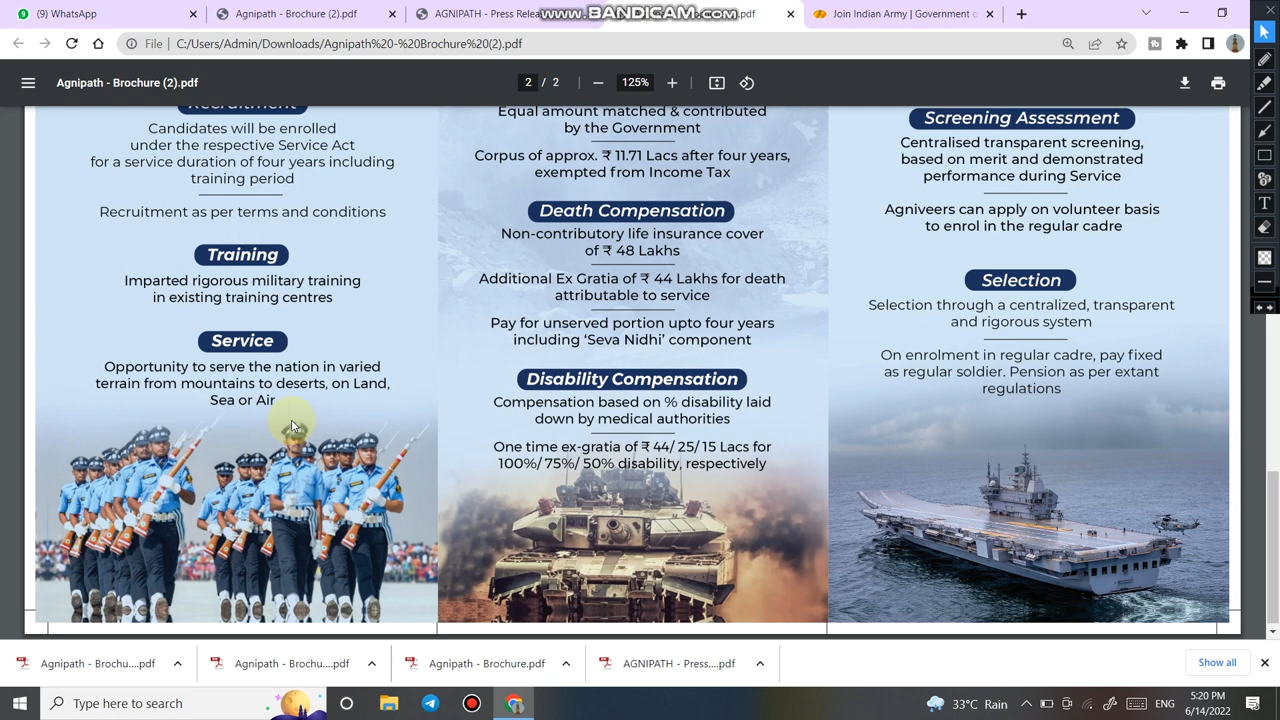 (9) WhatsApp
Agnipath - Brochure (2).pdf
AGNIPATH - Press Relea
www.BANDICAM.com
.pdf
Join Indian Army | Government o
File
C:/Users/Admin/Downloads/Agnipath%20-%20Brochure%20(2).pdf
Agnipath - Brochure (2).pdf
2 / 2
125%
Recruitment
Candidates will be enrolled
under the respective Service Act
for a service duration of four years including
training period
Recruitment as per terms and conditions
Training
Imparted rigorous military training
in existing training centres
Service
Opportunity to serve the nation in varied
terrain from mountains to deserts, on Land,
Sea or Air
Equal amount matched & contributed
by the Government
Corpus of approx. ₹ 11.71 Lacs after four years,
exempted from Income Tax
Death Compensation
Non-contributory life insurance cover
of ₹ 48 Lakhs
Additional Ex Gratia of ₹ 44 Lakhs for death
attributable to service
Pay for unserved portion upto four years
including ‘Seva Nidhi’ component
Disability Compensation
Compensation based on % disability laid
down by medical authorities
One time ex-gratia of ₹ 44/ 25/ 15 Lacs for
100%/ 75%/ 50% disability, respectively
Screening Assessment
Centralised transparent screening,
based on merit and demonstrated
performance during Service
Agniveers can apply on volunteer basis
to enrol in the regular cadre
Selection
Selection through a centralized, transparent
and rigorous system
On enrolment in regular cadre, pay fixed
as regular soldier. Pension as per extant
regulations
Agnipath - Brochu....pdf
Agnipath - Brochu....pdf
Agnipath - Brochure.pdf
AGNIPATH - Press....pdf
Show all
Type here to search
33°C Rain
ENG
5:20 PM
6/14/2022